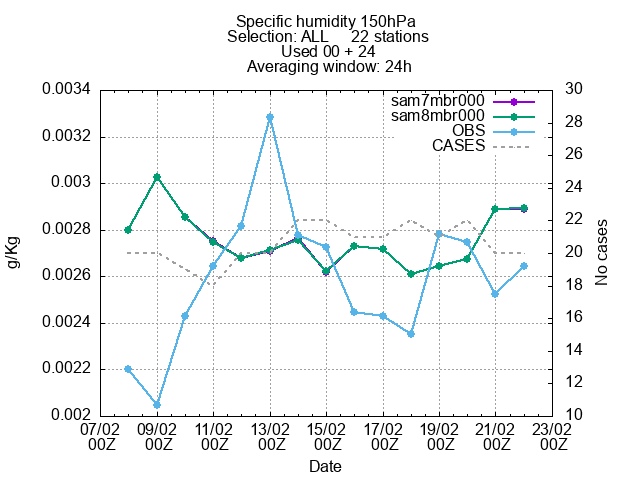 Specific humidity 150hPa
Selection: ALL     22 stations
Used 00 + 24
Averaging window: 24h
0.0034
0.0032
0.003
0.0028
0.0026
0.0024
0.0022
0.002
g/Kg
sam7mbr000
sam8mbr000
OBS
CASES
30
28
26
24
22
20
18
16
14
12
10
No cases
07/02 09/02 11/02 13/02 15/02 17/02 19/02 21/02 23/02
00Z 00Z 00Z 00Z 00Z 00Z 00Z 00Z 00Z
Date